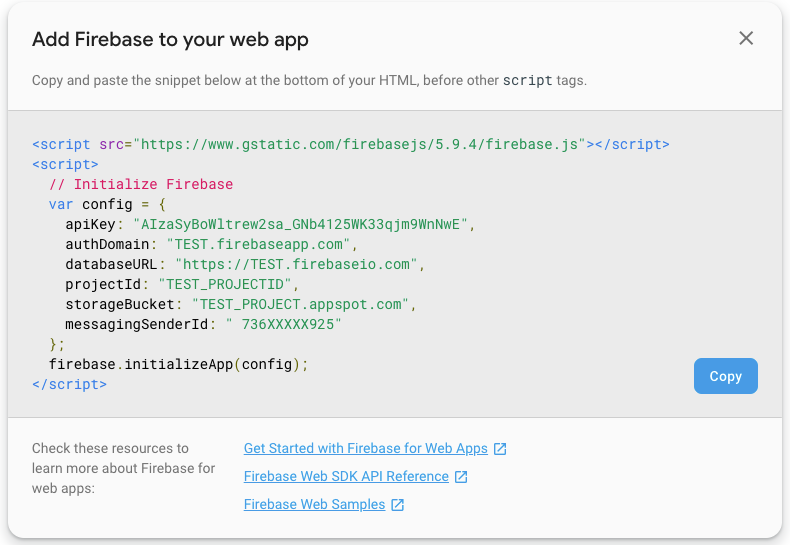 Add Firebase to your web app
Copy and paste the snippet below at the bottom of your HTML, before other script tags.
<script src="https://www.gstatic.com/firebasejs/5.9.4/firebase.js"></script>
<script>
  // Initialize Firebase
  var config = {
    apiKey: "AIzaSyBoWltrew2sa_GNb4125WK33qjm9WnNwE",
    authDomain: "TEST.firebaseapp.com",
    databaseURL: "https://TEST.firebaseio.com",
    projectId: "TEST_PROJECTID",
    storageBucket: "TEST_PROJECT.appspot.com",
    messagingSenderId: " 736XXXXX925"
  };
  firebase.initializeApp(config);
</script>
Copy
Check these resources to
learn more about Firebase for
web apps:
Get Started with Firebase for Web Apps
Firebase Web SDK API Reference
Firebase Web Samples